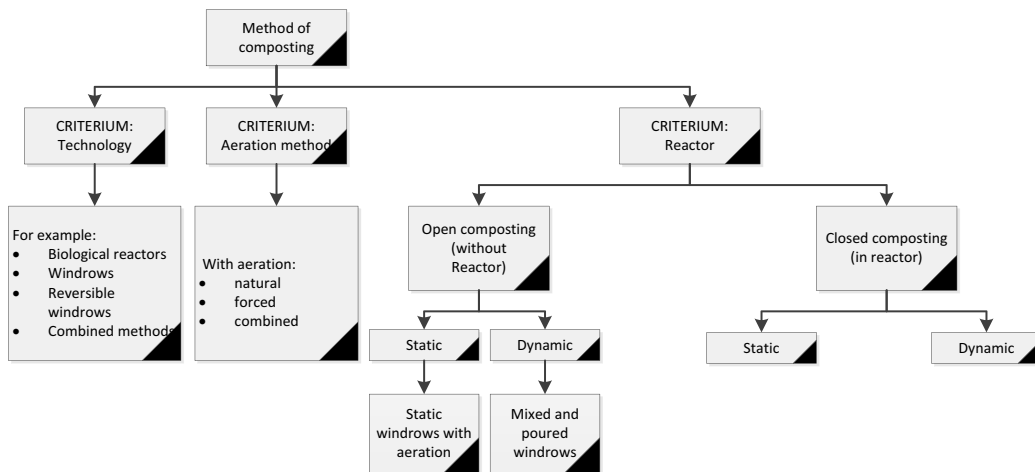 Method of
composting
CRITERIUM:
Technology
CRITERIUM:
Aeration method
CRITERIUM:
Reactor
For example:
• Biological reactors
• Windrows
• Reversible
windrows
• Combined methods
With aeration:
• natural
• forced
• combined
Open composting
(without
Reactor)
Closed composting
(in reactor)
Static
Dynamic
Static
Dynamic
Static
windrows with
aeration
Mixed and
poured
windrows